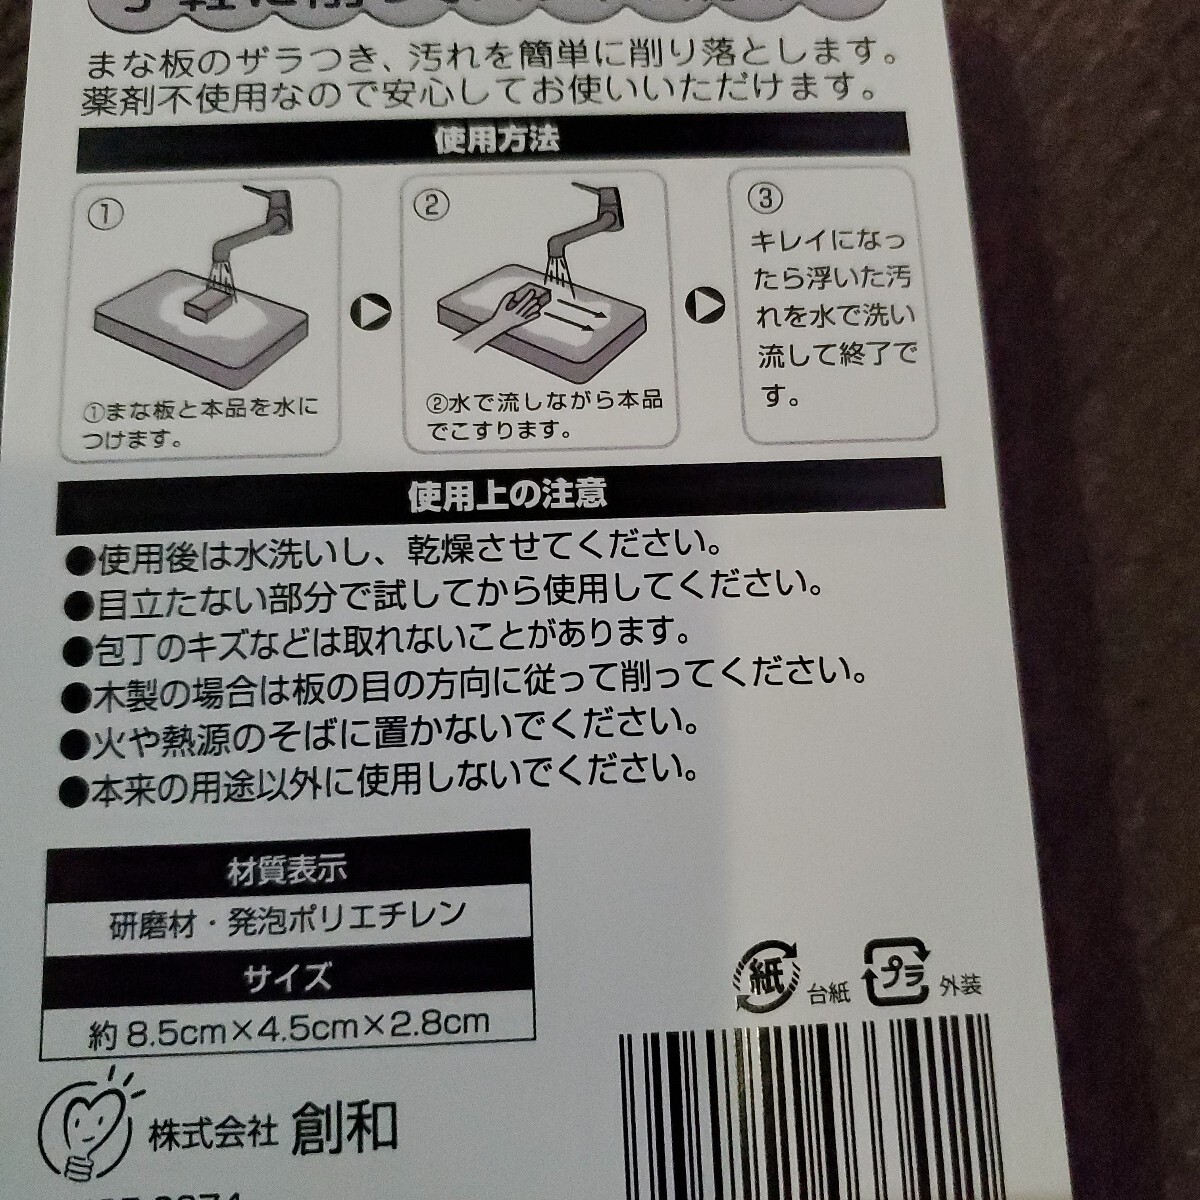 まな板のザラつき、汚れを簡単に削り落とします。
薬剤不使用なので安心してお使いいただけます。
使用方法
①
①まな板と本品を水に
つけます。
②
②水で流しながら本品
でこすります。
③
キレイになっ
たら浮いた汚
れを水で洗い
流して終了で
す。
使用上の注意
●使用後は水洗いし、乾燥させてください。
●目立たない部分で試してから使用してください。
●包丁のキズなどは取れないことがあります。
●木製の場合は板の目の方向に従って削ってください。
●火や熱源のそばに置かないでください。
●本来の用途以外に使用しないでください。
材質表示
研磨材・発泡ポリエチレン
サイズ
約8.5cm×4.5cm×2.8cm
紙 台紙 プラ 外装
株式会社 創和